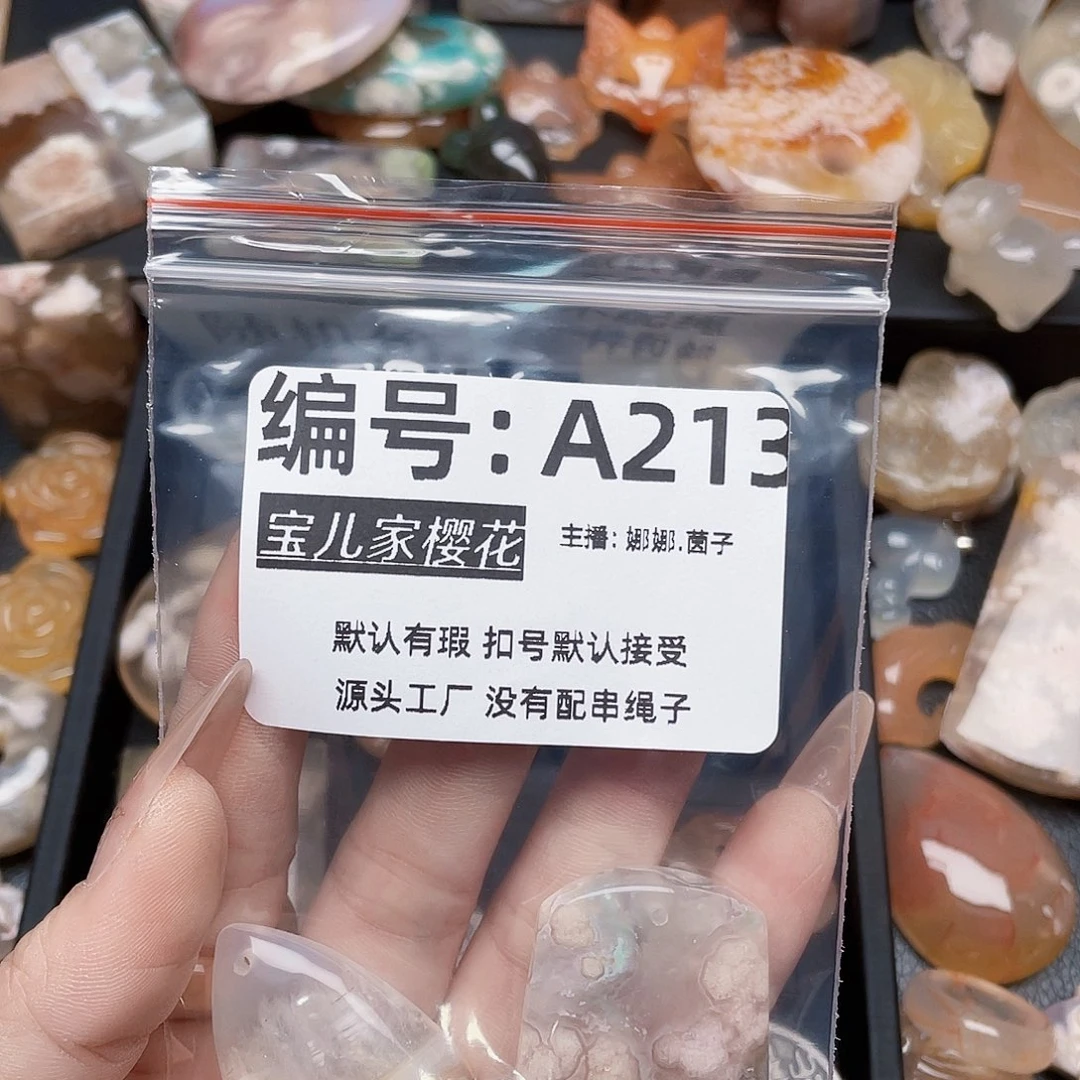 编号：A213
宝儿家樱花 主播：娜娜.茵子
默认有瑕 扣号默认接受
源头工厂 没有配串绳子